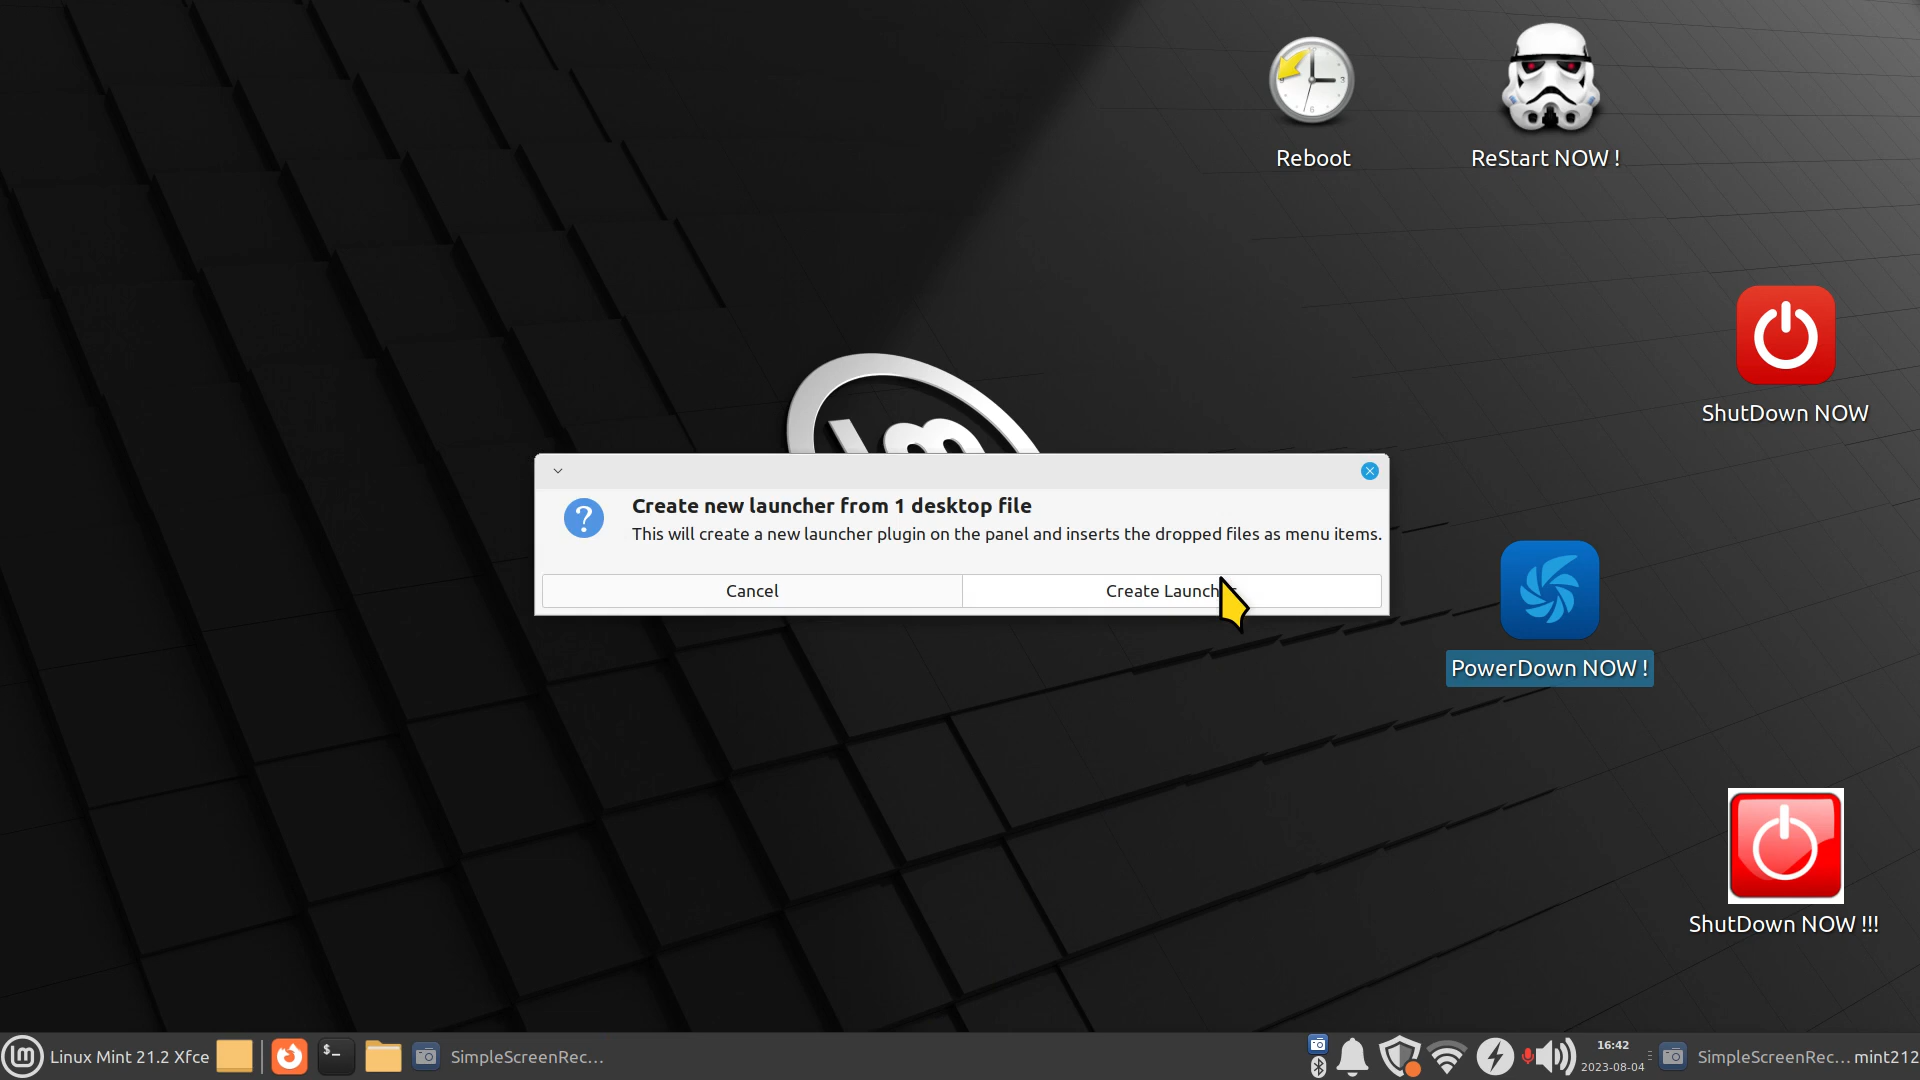 Reboot
ReStart NOW !
ShutDown NOW
Create new launcher from 1 desktop file
This will create a new launcher plugin on the panel and inserts the dropped files as menu items.
Cancel
Create Launch
PowerDown NOW !
ShutDown NOW !!!
Linux Mint 21.2 Xfce
$_
SimpleScreenRec...
16:42
2023-08-04
SimpleScreenRec...
mint212